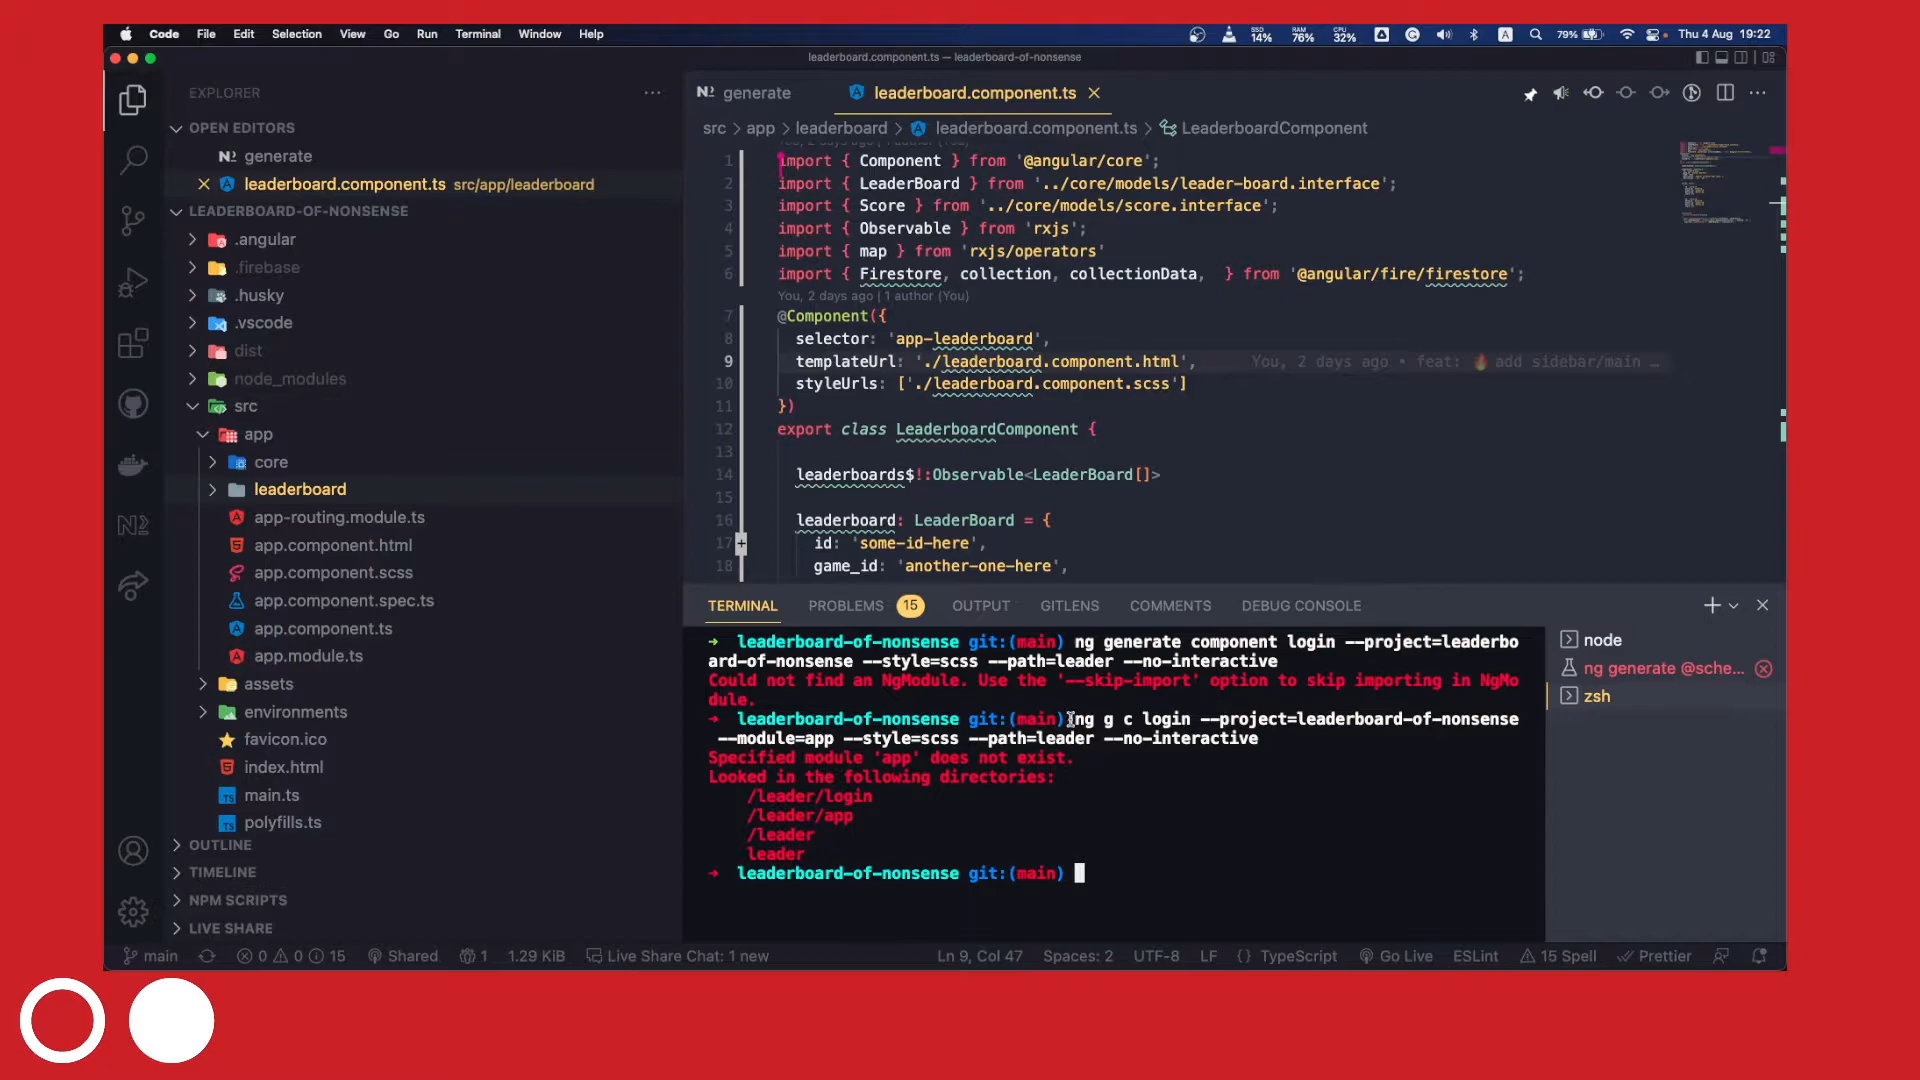 Code File Edit Selection View Go Run Terminal Window Help
SSD 14% RAM 76% CPU 32% A 79% Thu 4 Aug 19:22
leaderboard.component.ts — leaderboard-of-nonsense
EXPLORER
OPEN EDITORS
generate
leaderboard.component.ts src/app/leaderboard
LEADERBOARD-OF-NONSENSE
.angular
.firebase
.husky
.vscode
dist
node_modules
src
app
core
leaderboard
app-routing.module.ts
app.component.html
app.component.scss
app.component.spec.ts
app.component.ts
app.module.ts
assets
environments
favicon.ico
index.html
main.ts
polyfills.ts
OUTLINE
TIMELINE
NPM SCRIPTS
LIVE SHARE
generate leaderboard.component.ts
src > app > leaderboard > leaderboard.component.ts > LeaderboardComponent
1 import { Component } from '@angular/core';
2 import { LeaderBoard } from '../core/models/leader-board.interface';
3 import { Score } from '../core/models/score.interface';
4 import { Observable } from 'rxjs';
5 import { map } from 'rxjs/operators'
6 import { Firestore, collection, collectionData,  } from '@angular/fire/firestore';
You, 2 days ago | 1 author (You)
7 @Component({
8 selector: 'app-leaderboard',
9 templateUrl: './leaderboard.component.html', You, 2 days ago • feat: 🔥 add sidebar/main …
10 styleUrls: ['./leaderboard.component.scss']
11 })
12 export class LeaderboardComponent {
13
14 leaderboards$!:Observable<LeaderBoard[]>
15
16 leaderboard: LeaderBoard = {
17 id: 'some-id-here',
18 game_id: 'another-one-here',
TERMINAL PROBLEMS 15 OUTPUT GITLENS COMMENTS DEBUG CONSOLE
➜ leaderboard-of-nonsense git:(main) ng generate component login --project=leaderbo
ard-of-nonsense --style=scss --path=leader --no-interactive
Could not find an NgModule. Use the '--skip-import' option to skip importing in NgMo
dule.
➜ leaderboard-of-nonsense git:(main) ng g c login --project=leaderboard-of-nonsense
--module=app --style=scss --path=leader --no-interactive
Specified module 'app' does not exist.
Looked in the following directories:
/leader/login
/leader/app
/leader
leader
➜ leaderboard-of-nonsense git:(main)
node
ng generate @sche...
zsh
main 0 0 15 Shared 1 1.29 KiB Live Share Chat: 1 new Ln 9, Col 47 Spaces: 2 UTF-8 LF {} TypeScript Go Live ESLint 15 Spell Prettier